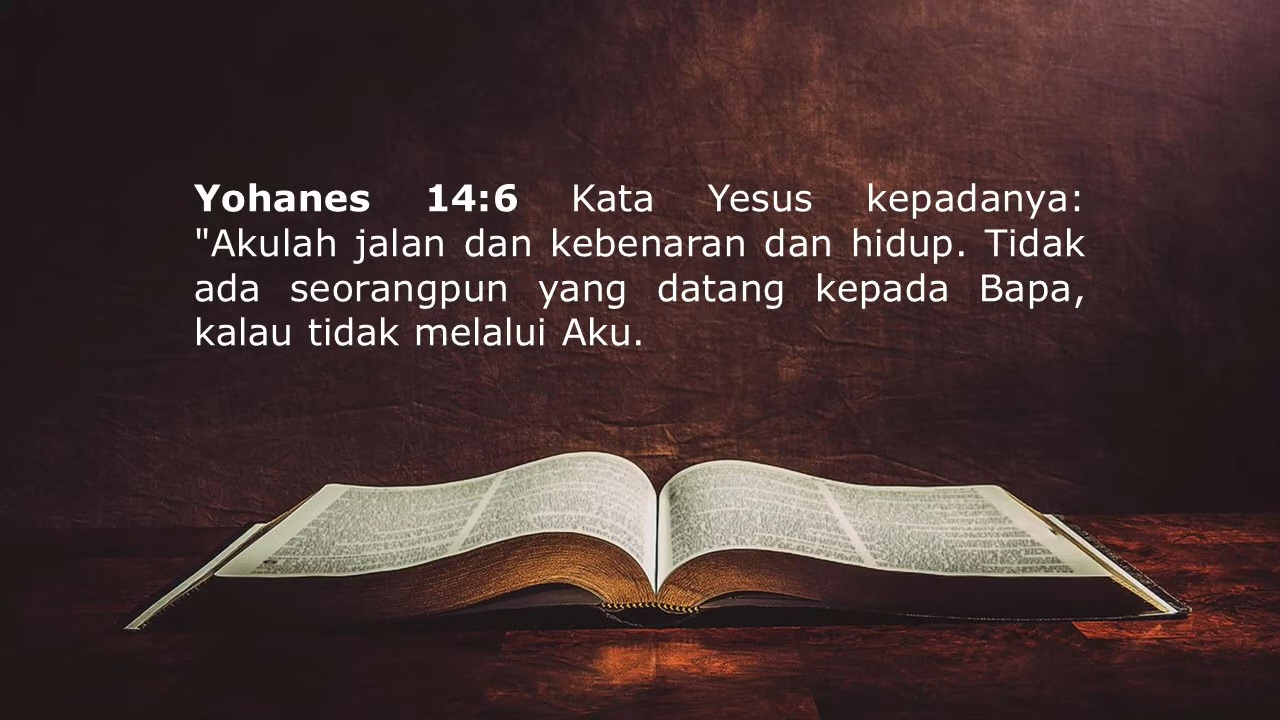 Yohanes 14:6 Kata Yesus kepadanya:
"Akulah jalan dan kebenaran dan hidup. Tidak
ada seorangpun yang datang kepada Bapa,
kalau tidak melalui Aku.